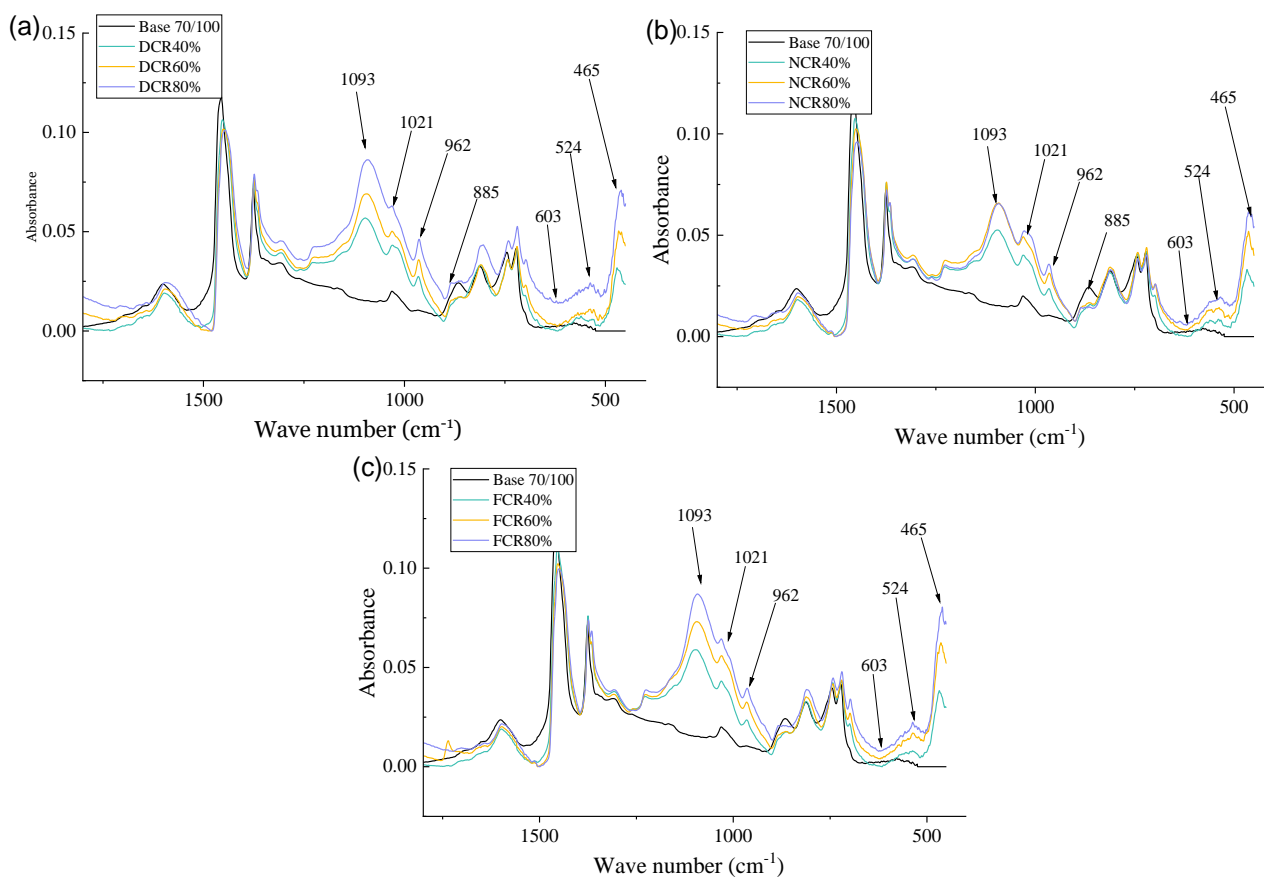 (a)
0.15
0.10
0.05
0.00
Absorbance
Base 70/100
DCR40%
DCR60%
DCR80%
1093
1021
962
885
603
524
465
1500
1000
500
Wave number (cm⁻¹)
(b)
0.15
0.10
0.05
0.00
Absorbance
Base 70/100
NCR40%
NCR60%
NCR80%
1093
1021
962
885
603
524
465
1500
1000
500
Wave number (cm⁻¹)
(c)
0.15
0.10
0.05
0.00
Absorbance
Base 70/100
FCR40%
FCR60%
FCR80%
1093
1021
962
603
524
465
1500
1000
500
Wave number (cm⁻¹)